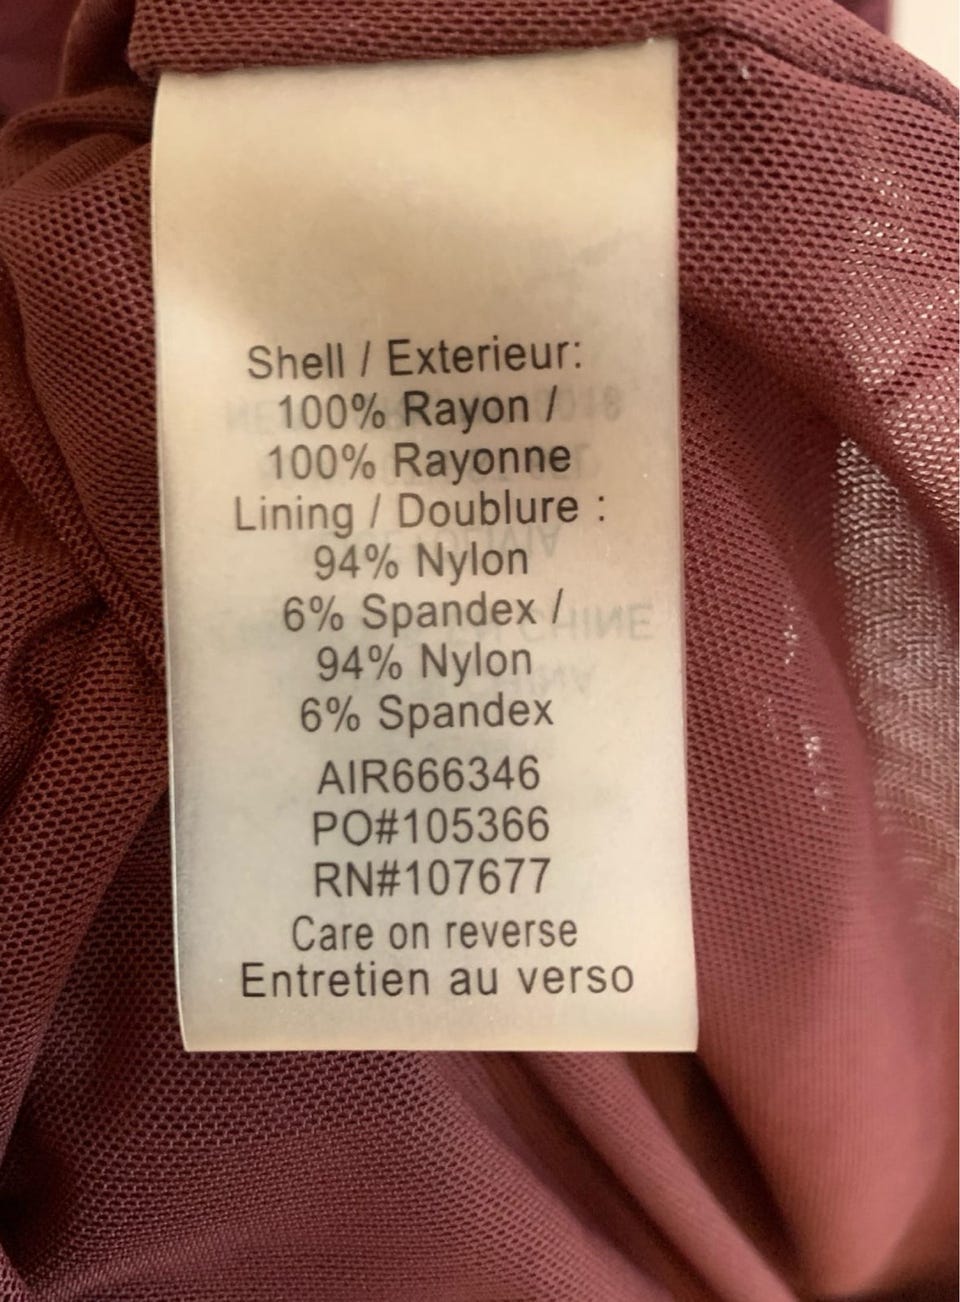 Shell / Exterieur:
100% Rayon /
100% Rayonne
Lining / Doublure :
94% Nylon
6% Spandex /
94% Nylon
6% Spandex
AIR666346
PO#105366
RN#107677
Care on reverse
Entretien au verso